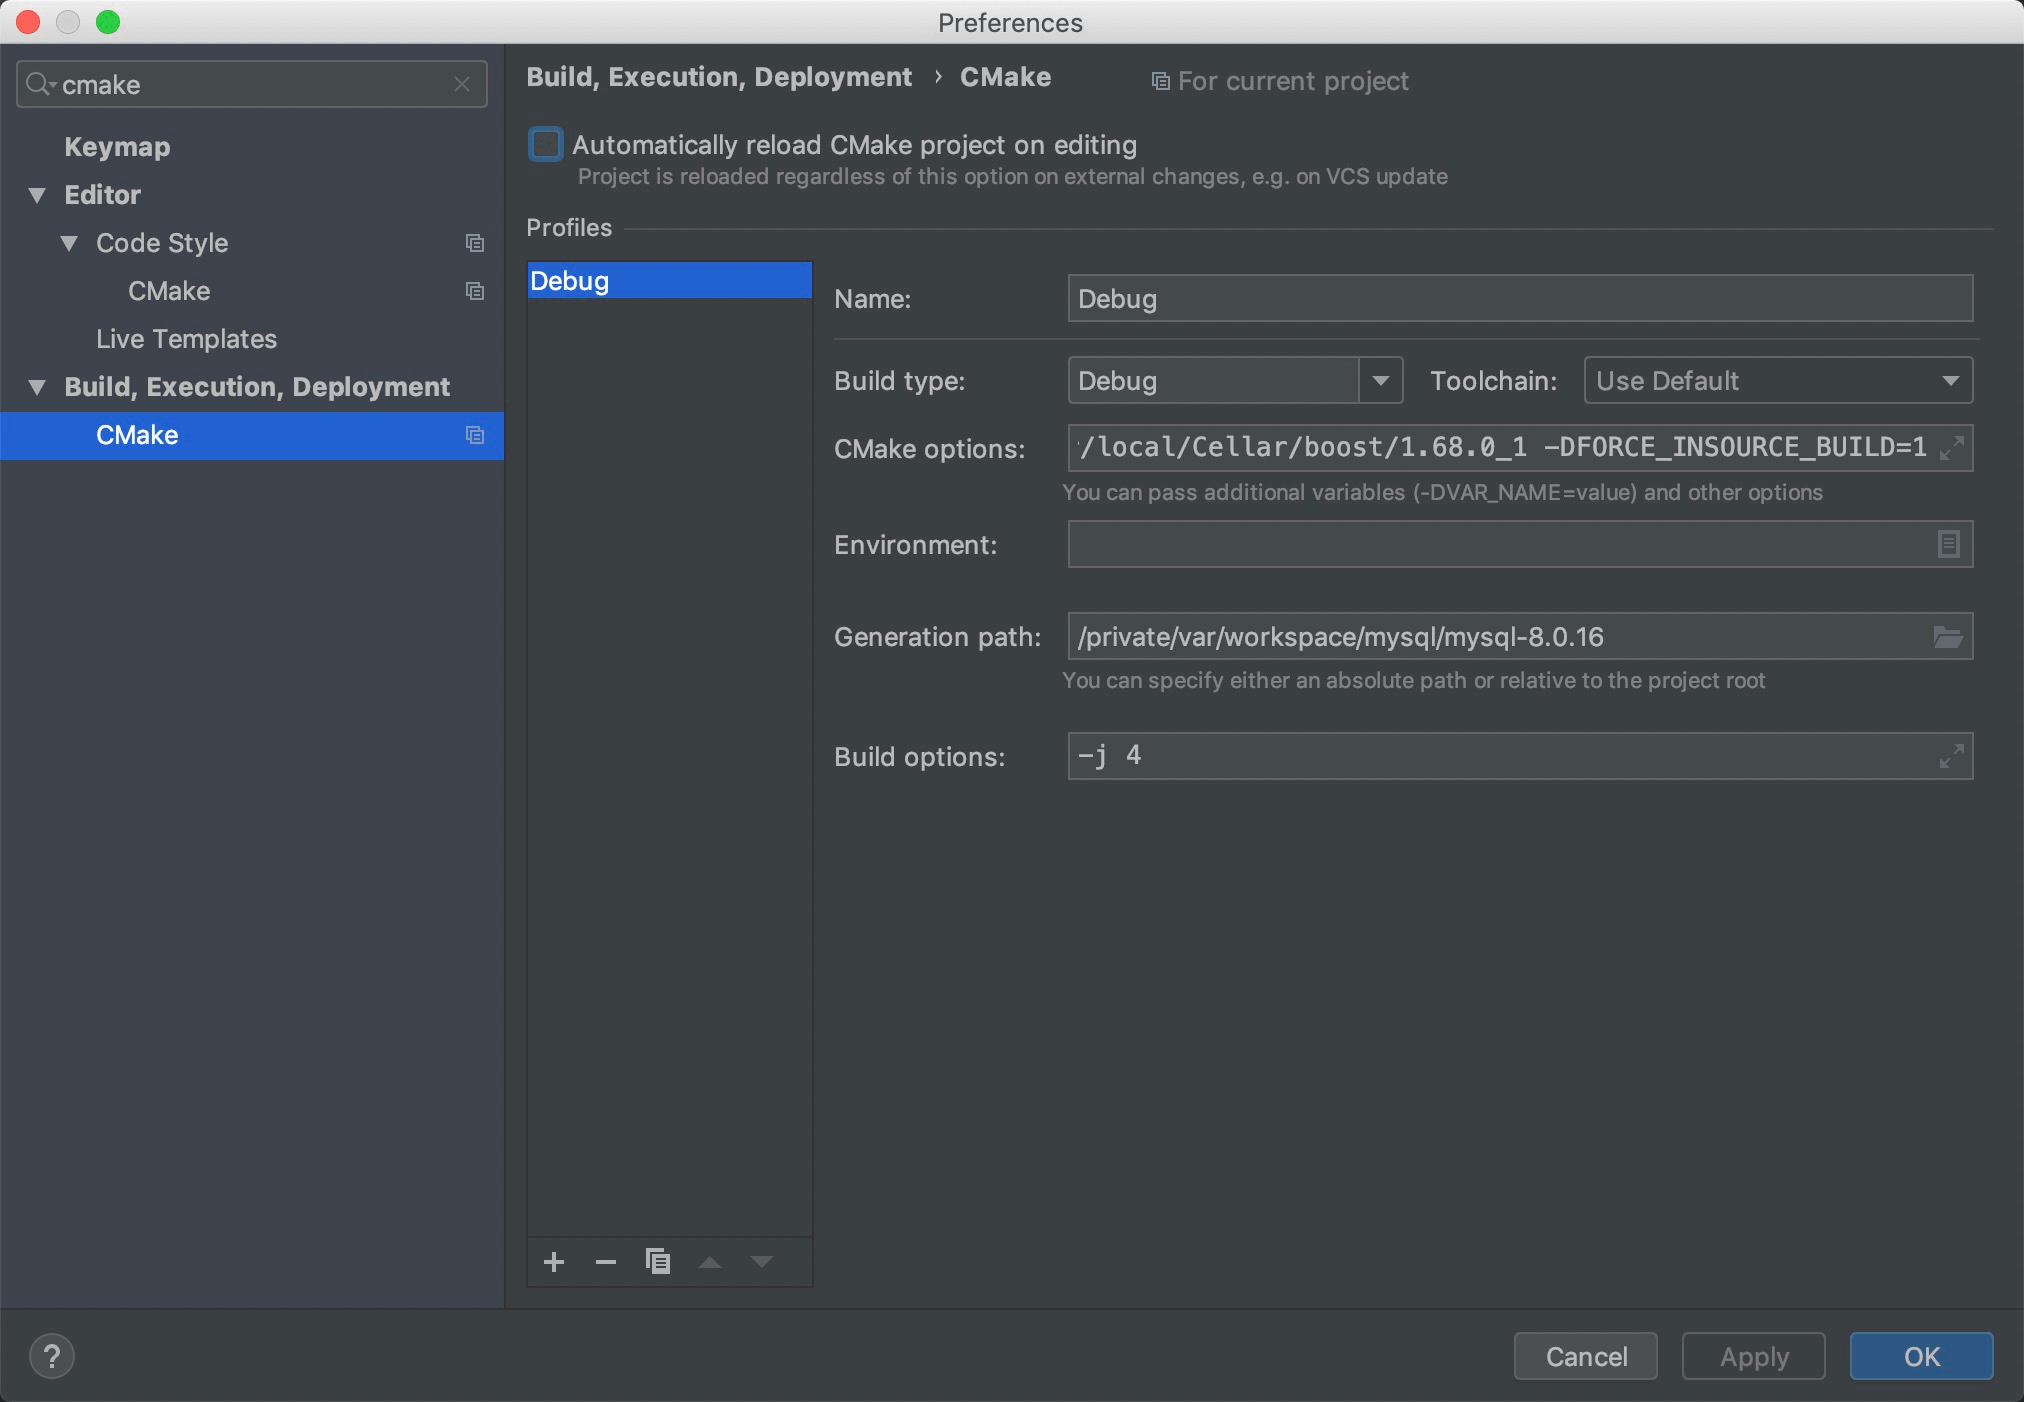 Preferences
cmake
Keymap
Editor
Code Style
CMake
Live Templates
Build, Execution, Deployment
CMake
Build, Execution, Deployment › CMake
For current project
Automatically reload CMake project on editing
Project is reloaded regardless of this option on external changes, e.g. on VCS update
Profiles
Debug
Name: Debug
Build type: Debug Toolchain: Use Default
CMake options: /local/Cellar/boost/1.68.0_1 -DFORCE_INSOURCE_BUILD=1
You can pass additional variables (-DVAR_NAME=value) and other options
Environment:
Generation path: /private/var/workspace/mysql/mysql-8.0.16
You can specify either an absolute path or relative to the project root
Build options: -j 4
?
Cancel
Apply
OK